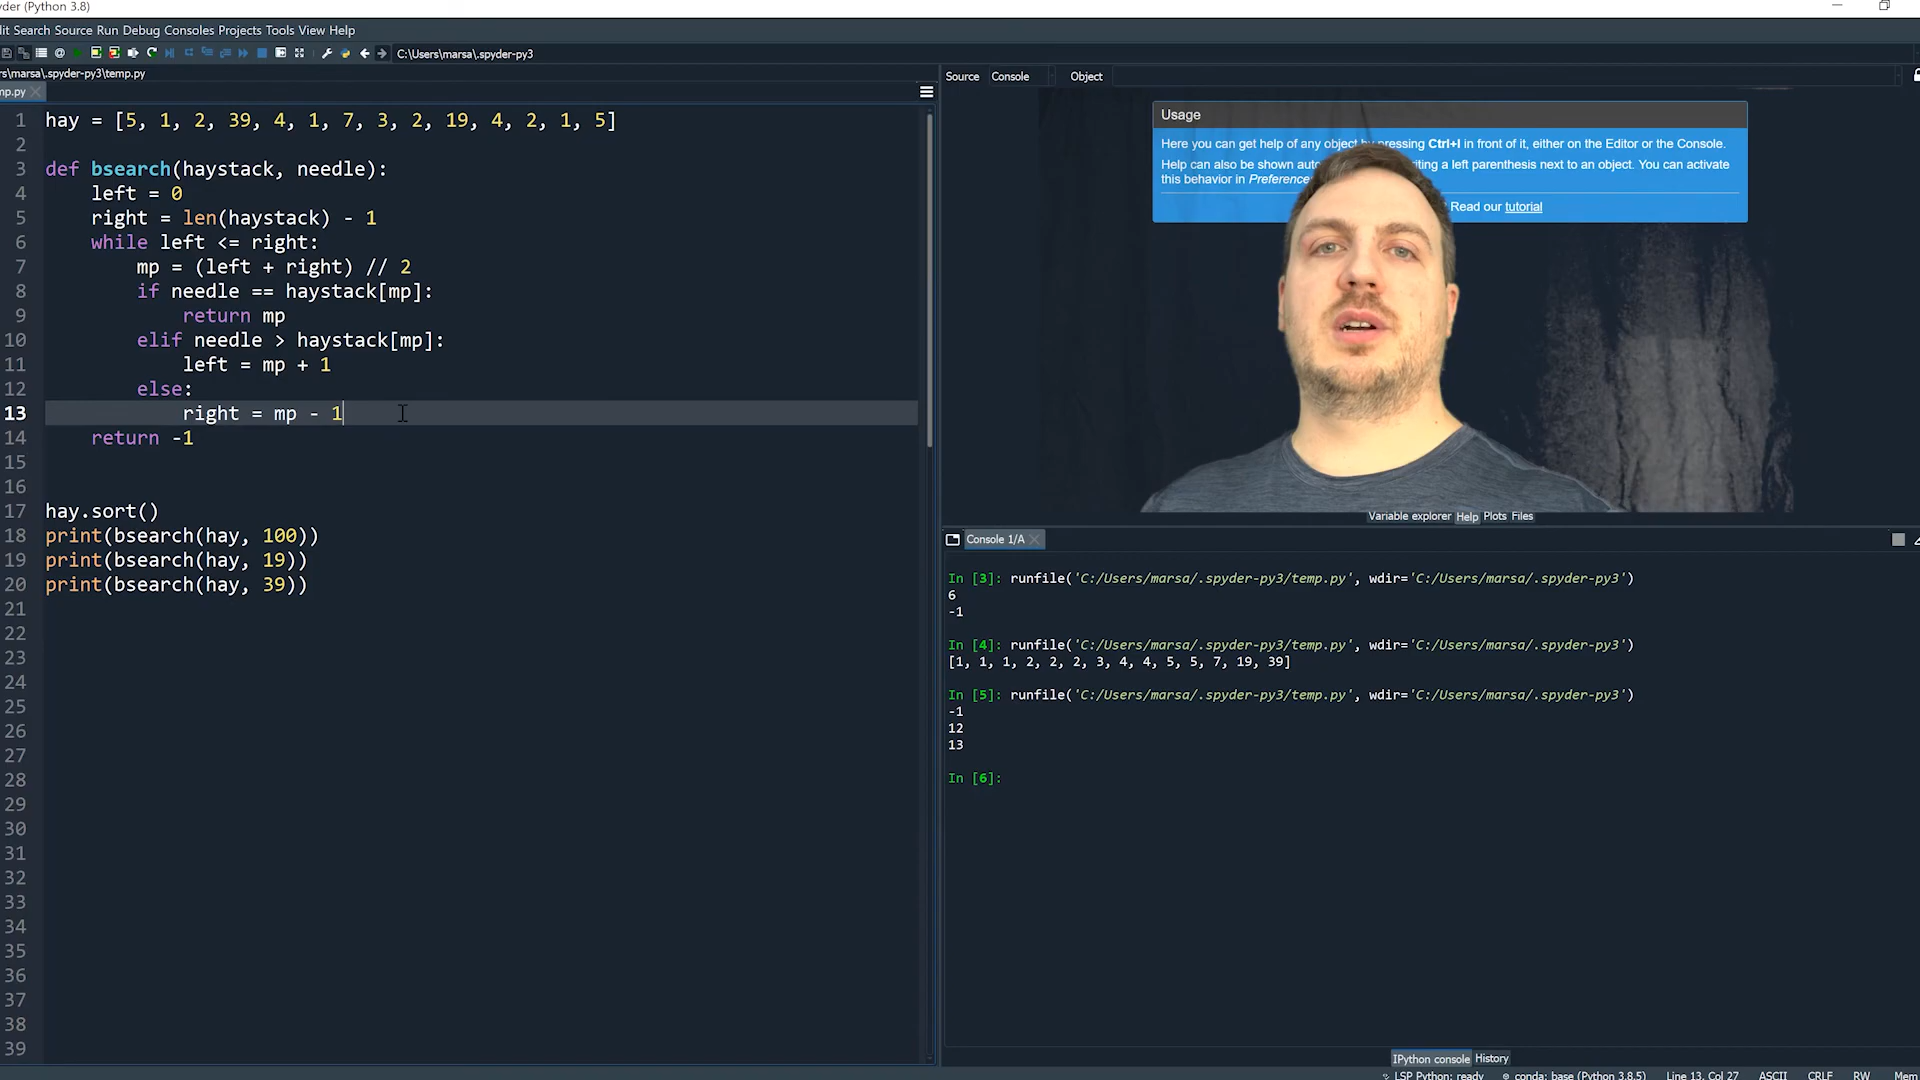 yder (Python 3.8)
it Search Source Run Debug Consoles Projects Tools View Help
C:\Users\marsa\.spyder-py3
rs\marsa\.spyder-py3\temp.py
mp.py
1 hay = [5, 1, 2, 39, 4, 1, 7, 3, 2, 19, 4, 2, 1, 5]
2
3 def bsearch(haystack, needle):
4     left = 0
5     right = len(haystack) - 1
6     while left <= right:
7         mp = (left + right) // 2
8         if needle == haystack[mp]:
9             return mp
10         elif needle > haystack[mp]:
11             left = mp + 1
12         else:
13             right = mp - 1
14     return -1
15
16
17 hay.sort()
18 print(bsearch(hay, 100))
19 print(bsearch(hay, 19))
20 print(bsearch(hay, 39))
21
22
23
24
25
26
27
28
29
30
31
32
33
34
35
36
37
38
39
Source Console Object
Usage
Here you can get help of any object by pressing Ctrl+I in front of it, either on the Editor or the Console.
Help can also be shown auto iting a left parenthesis next to an object. You can activate
this behavior in Preference
Read our tutorial
Variable explorer Help Plots Files
Console 1/A
In [3]: runfile('C:/Users/marsa/.spyder-py3/temp.py', wdir='C:/Users/marsa/.spyder-py3')
6
-1
In [4]: runfile('C:/Users/marsa/.spyder-py3/temp.py', wdir='C:/Users/marsa/.spyder-py3')
[1, 1, 1, 2, 2, 2, 3, 4, 4, 5, 5, 7, 19, 39]
In [5]: runfile('C:/Users/marsa/.spyder-py3/temp.py', wdir='C:/Users/marsa/.spyder-py3')
-1
12
13
In [6]:
IPython console History
LSP Python: ready conda: base (Python 3.8.5) Line 13, Col 27 ASCII CRLF RW Mem